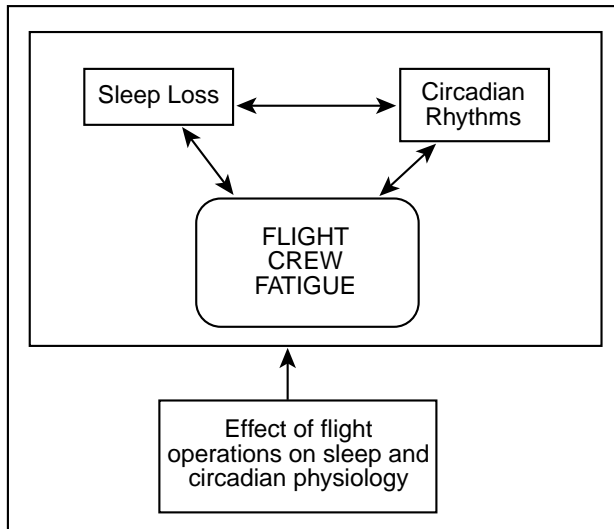 Sleep Loss
Circadian
Rhythms
FLIGHT
CREW
FATIGUE
Effect of flight
operations on sleep and
circadian physiology